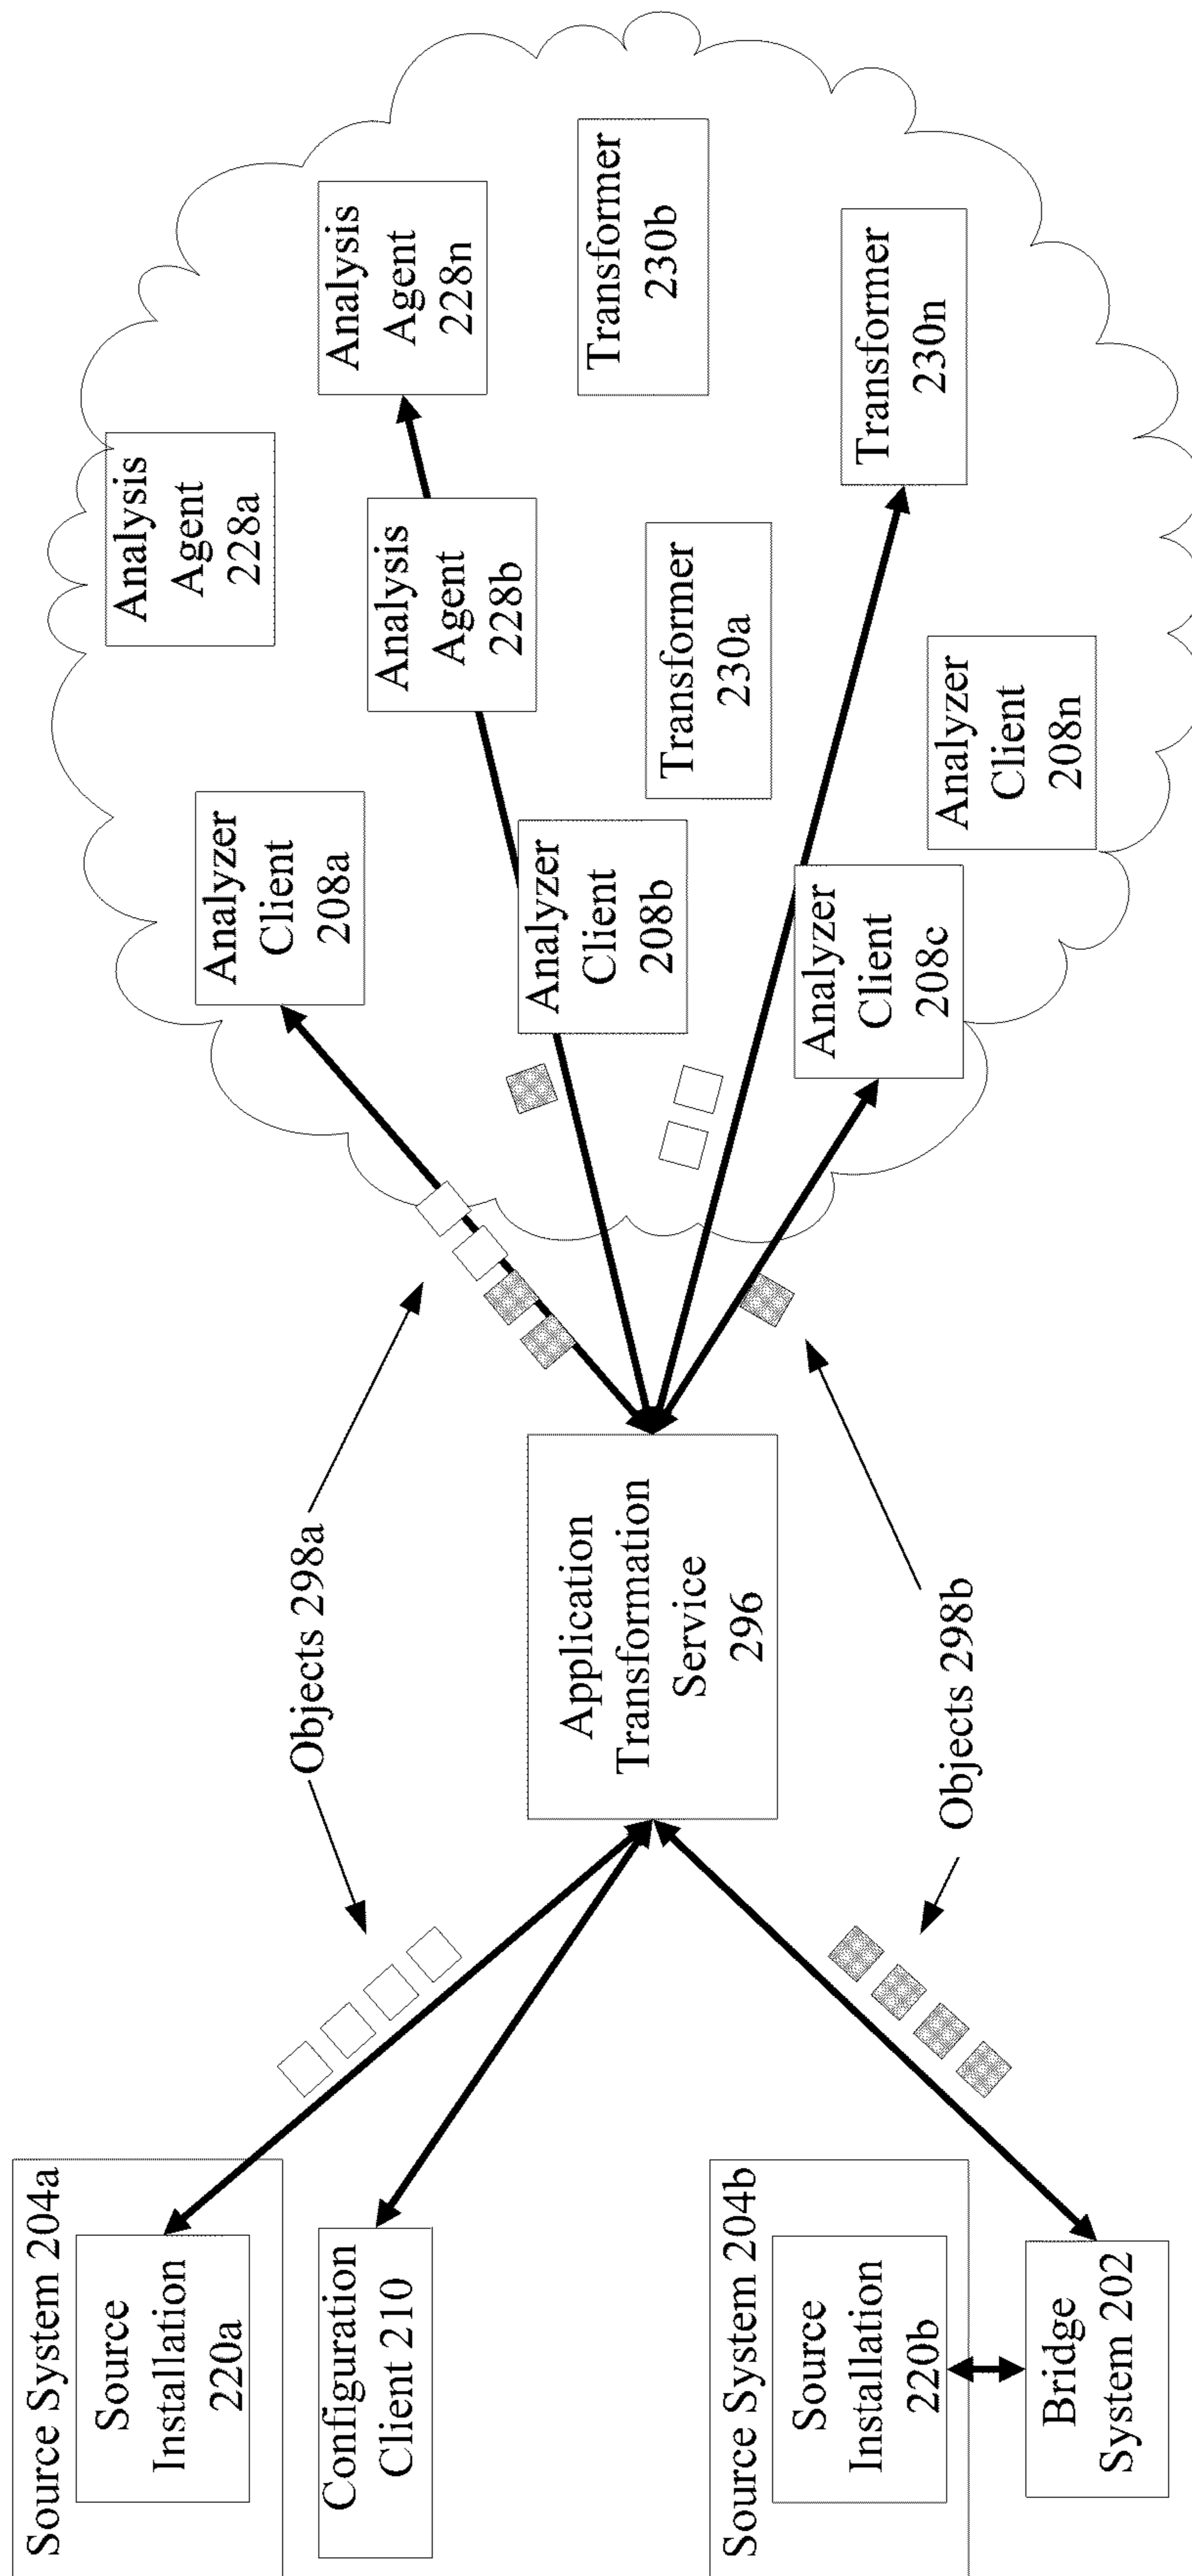 Source System 204a
Source
Installation
220a
Configuration
Client 210
Source System 204b
Source
Installation
220b
Bridge
System 202
Objects 298a
Application
Transformation
Service
296
Objects 298b
Analyzer
Client
208a
Analyzer
Client
208b
Analyzer
Client
208c
Analyzer
Client
208n
Analysis
Agent
228a
Analysis
Agent
228b
Analysis
Agent
228n
Transformer
230a
Transformer
230b
Transformer
230n